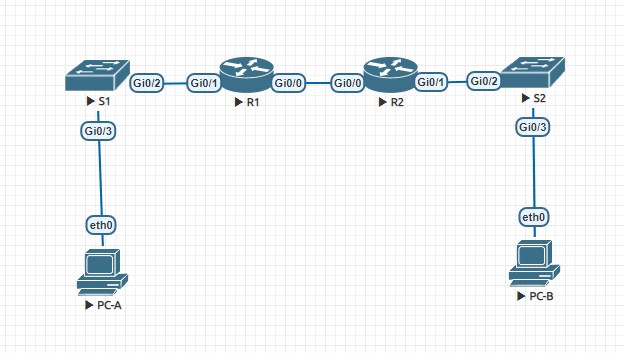 Gi0/2 Gi0/1 Gi0/0 Gi0/0 Gi0/1 Gi0/2
S1 R1 R2 S2
Gi0/3 Gi0/3
eth0 eth0
PC-A PC-B